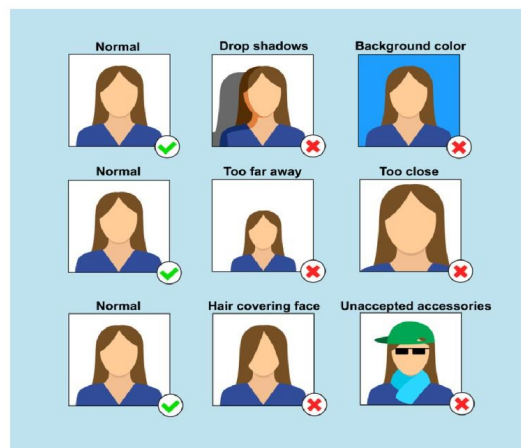 Normal
Drop shadows
Background color
Normal
Too far away
Too close
Normal
Hair covering face
Unaccepted accessories